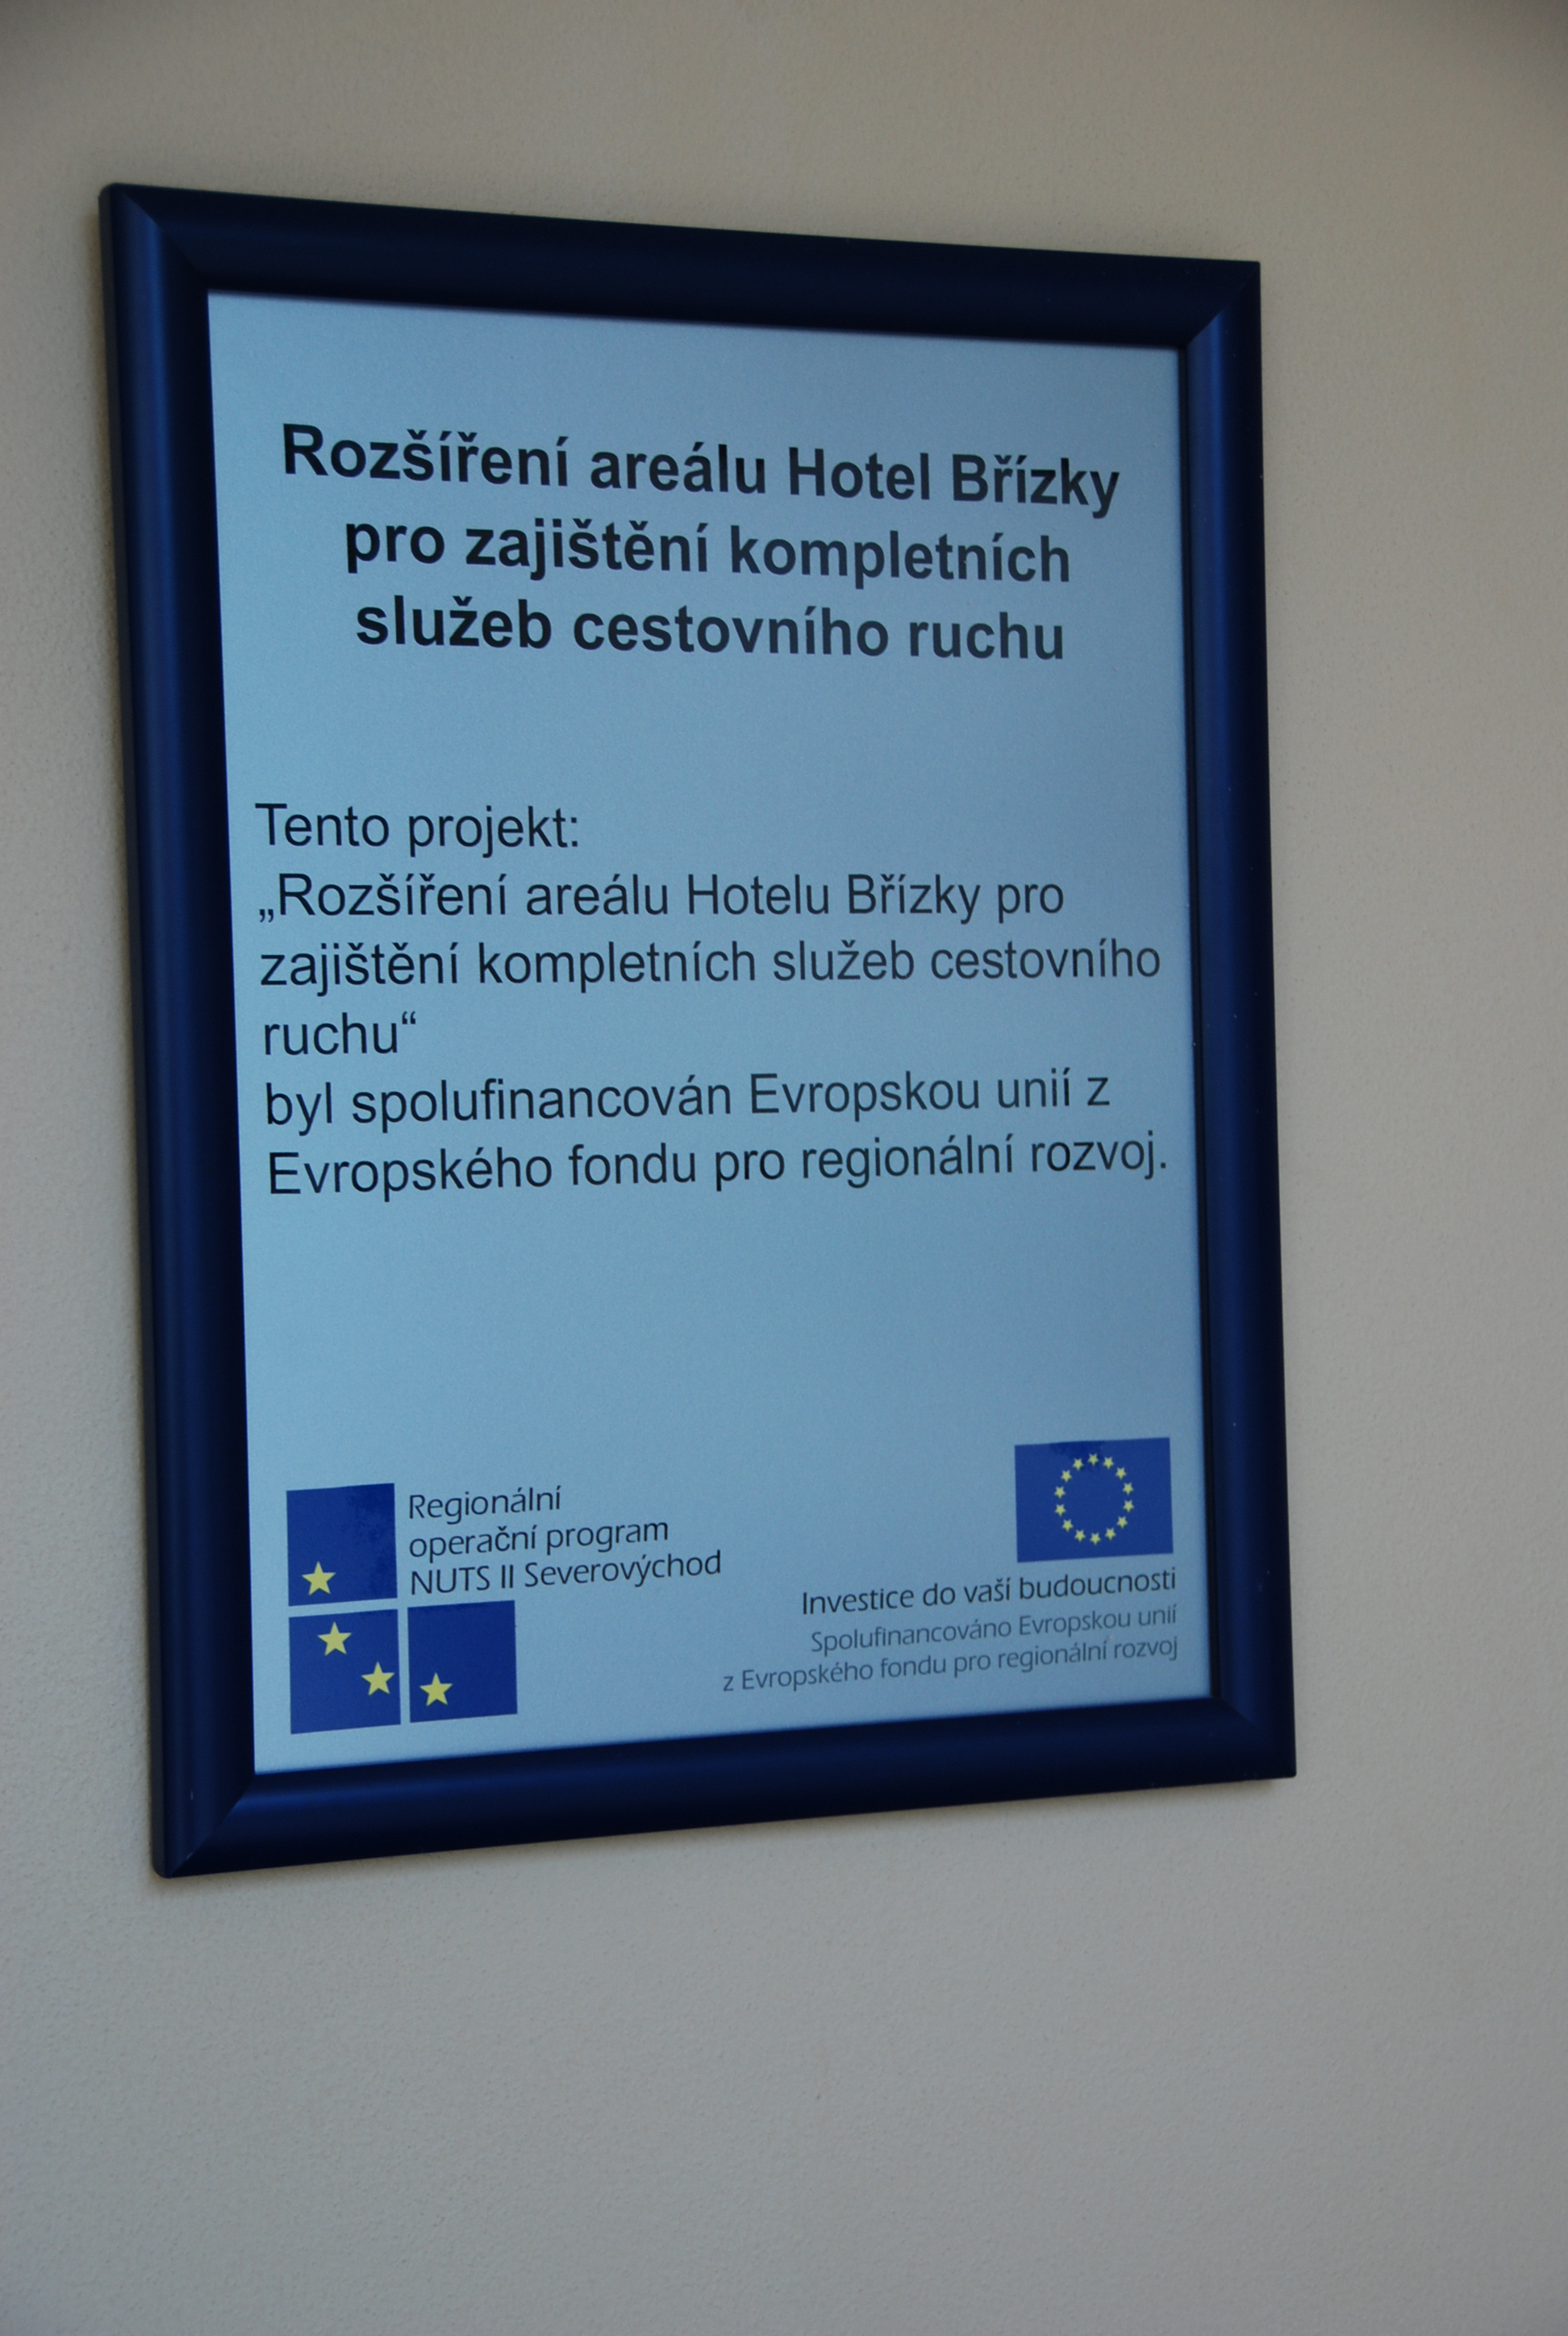 Rozšíření areálu Hotel Břízky
pro zajištění kompletních
služeb cestovního ruchu
Tento projekt:
„Rozšíření areálu Hotelu Břízky pro
zajištění kompletních služeb cestovního
ruchu“
byl spolufinancován Evropskou unií z
Evropského fondu pro regionální rozvoj.
Regionální
operační program
NUTS II Severovýchod
Investice do vaší budoucnosti
Spolufinancováno Evropskou unií
z Evropského fondu pro regionální rozvoj